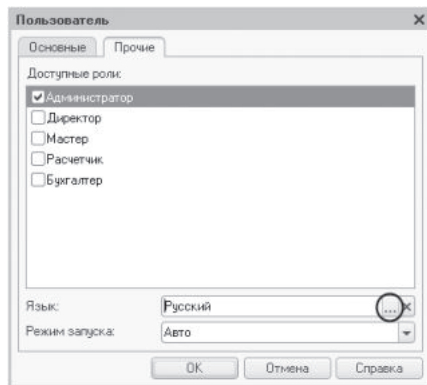 Пользователь
Основные Прочие
Доступные роли:
Администратор
Директор
Мастер
Расчетчик
Бухгалтер
Язык: Русский ...
Режим запуска: Авто
OK Отмена Справка